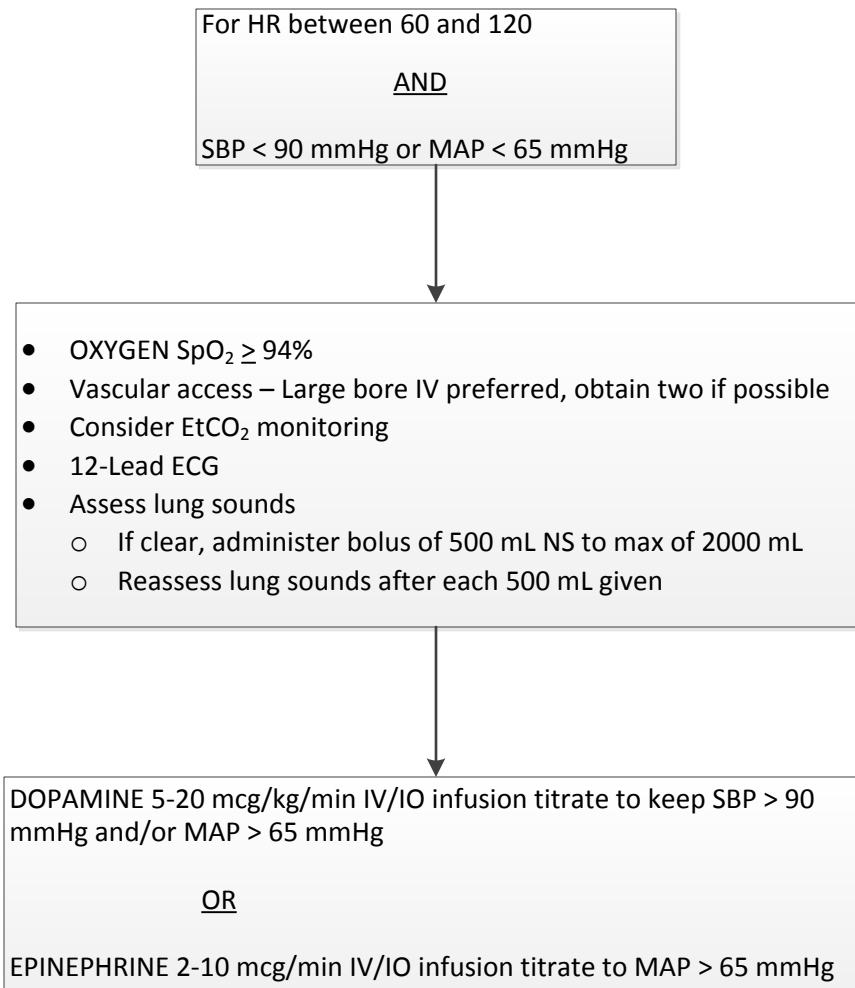 For HR between 60 and 120
AND
SBP < 90 mmHg or MAP < 65 mmHg
• OXYGEN SpO₂ ≥ 94%
• Vascular access – Large bore IV preferred, obtain two if possible
• Consider EtCO₂ monitoring
• 12-Lead ECG
• Assess lung sounds
o If clear, administer bolus of 500 mL NS to max of 2000 mL
o Reassess lung sounds after each 500 mL given
DOPAMINE 5-20 mcg/kg/min IV/IO infusion titrate to keep SBP > 90
mmHg and/or MAP > 65 mmHg
OR
EPINEPHRINE 2-10 mcg/min IV/IO infusion titrate to MAP > 65 mmHg